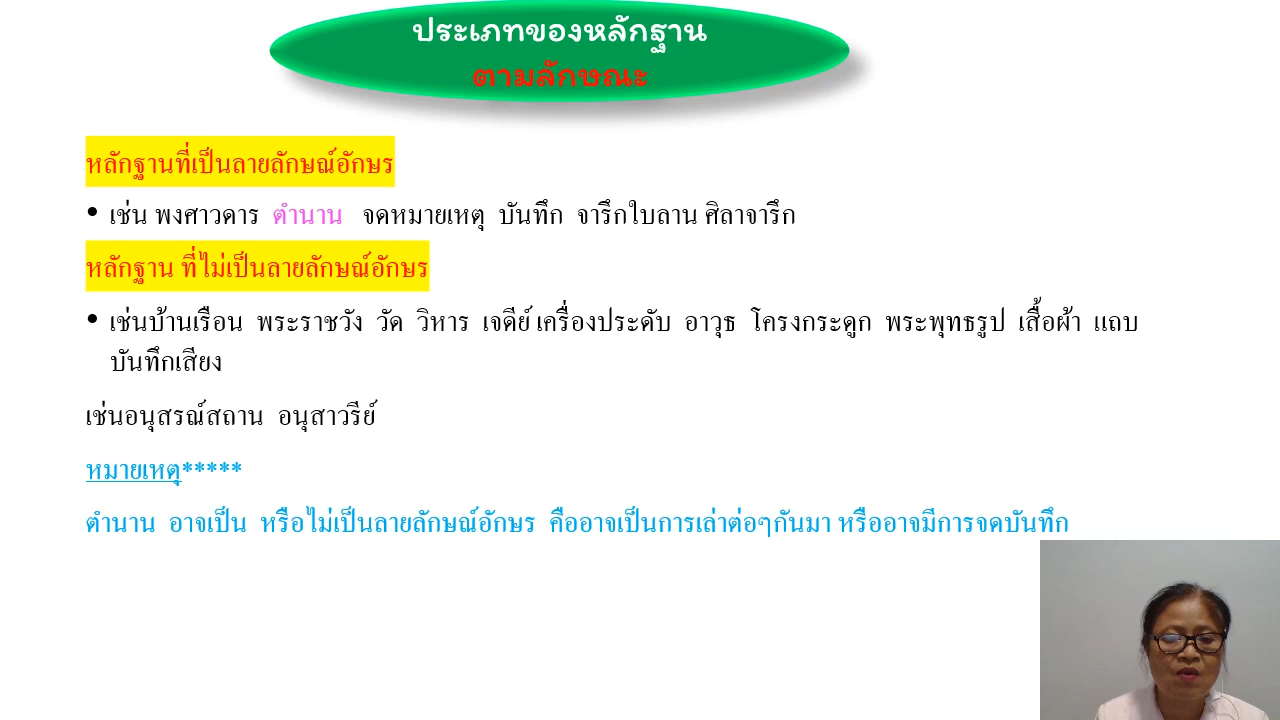 ประเภทของหลักฐาน
ตามลักษณะ
หลักฐานที่เป็นลายลักษณ์อักษร
• เช่น พงศาวดาร ตำนาน จดหมายเหตุ บันทึก จารึกใบลาน ศิลาจารึก
หลักฐาน ที่ไม่เป็นลายลักษณ์อักษร
• เช่นบ้านเรือน พระราชวัง วัด วิหาร เจดีย์ เครื่องประดับ อาวุธ โครงกระดูก พระพุทธรูป เสื้อผ้า แถบ
บันทึกเสียง
เช่นอนุสรณ์สถาน อนุสาวรีย์
หมายเหตุ*****
ตำนาน อาจเป็น หรือไม่เป็นลายลักษณ์อักษร คืออาจเป็นการเล่าต่อๆกันมา หรืออาจมีการจดบันทึก